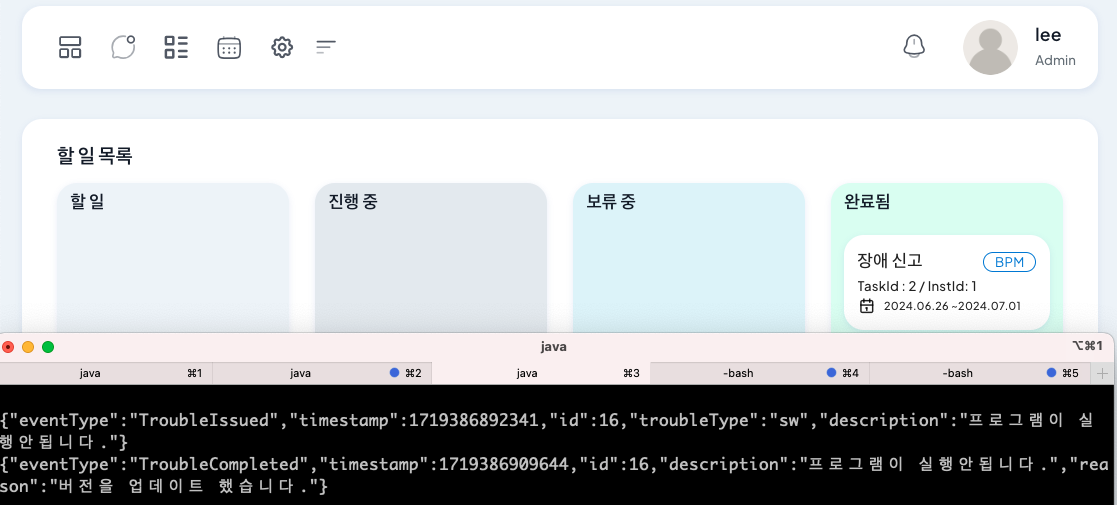 lee
Admin
할 일 목록
할 일
진행 중
보류 중
완료됨
장애 신고
BPM
TaskId : 2 / InstId: 1
2024.06.26 ~2024.07.01
java
⌥⌘1
java ⌘1
java ⌘2
java ⌘3
-bash ⌘4
-bash ⌘5
{"eventType":"TroubleIssued","timestamp":1719386892341,"id":16,"troubleType":"sw","description":"프로그램이 실
행안됩니다."}
{"eventType":"TroubleCompleted","timestamp":1719386909644,"id":16,"description":"프로그램이 실행안됩니다.","rea
son":"버전을 업데이트 했습니다."}